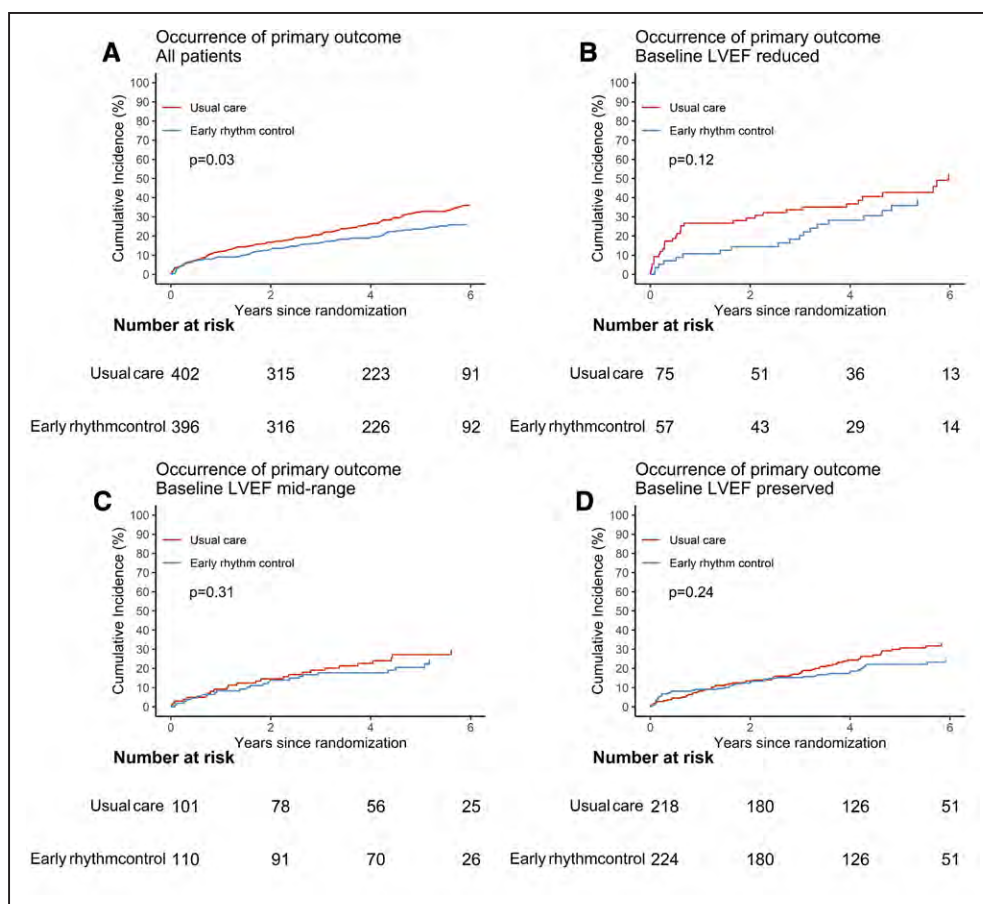 A
Occurrence of primary outcome
All patients
100
90
80
70
60
50
40
30
20
10
0
Cumulative Incidence (%)
Usual care
Early rhythm control
p=0.03
0 2 4 6
Years since randomization
Number at risk
Usual care 402 315 223 91
Early rhythmcontrol 396 316 226 92
B
Occurrence of primary outcome
Baseline LVEF reduced
100
90
80
70
60
50
40
30
20
10
0
Cumulative Incidence (%)
Usual care
Early rhythm control
p=0.12
0 2 4 6
Years since randomization
Number at risk
Usual care 75 51 36 13
Early rhythmcontrol 57 43 29 14
C
Occurrence of primary outcome
Baseline LVEF mid-range
100
90
80
70
60
50
40
30
20
10
0
Cumulative Incidence (%)
Usual care
Early rhythm control
p=0.31
0 2 4 6
Years since randomization
Number at risk
Usual care 101 78 56 25
Early rhythmcontrol 110 91 70 26
D
Occurrence of primary outcome
Baseline LVEF preserved
100
90
80
70
60
50
40
30
20
10
0
Cumulative Incidence (%)
Usual care
Early rhythm control
p=0.24
0 2 4 6
Years since randomization
Number at risk
Usual care 218 180 126 51
Early rhythmcontrol 224 180 126 51